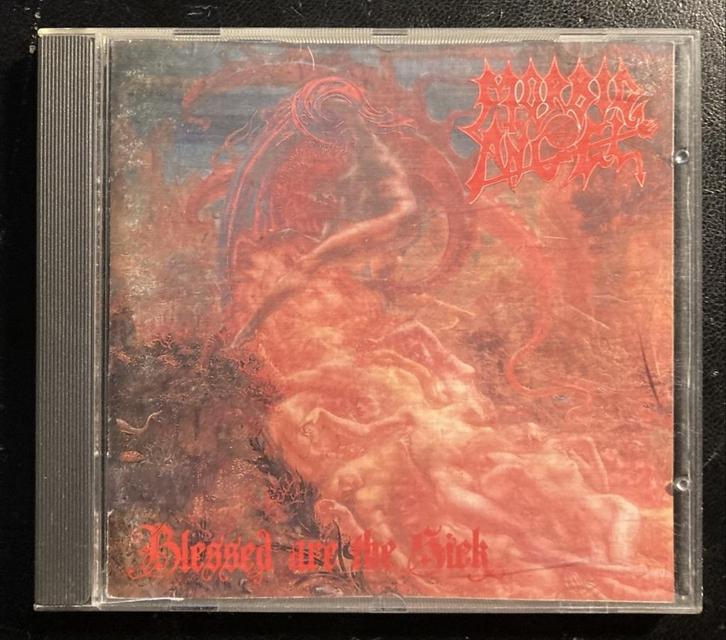 MORBID
ANGEL
Blessed are the Sick